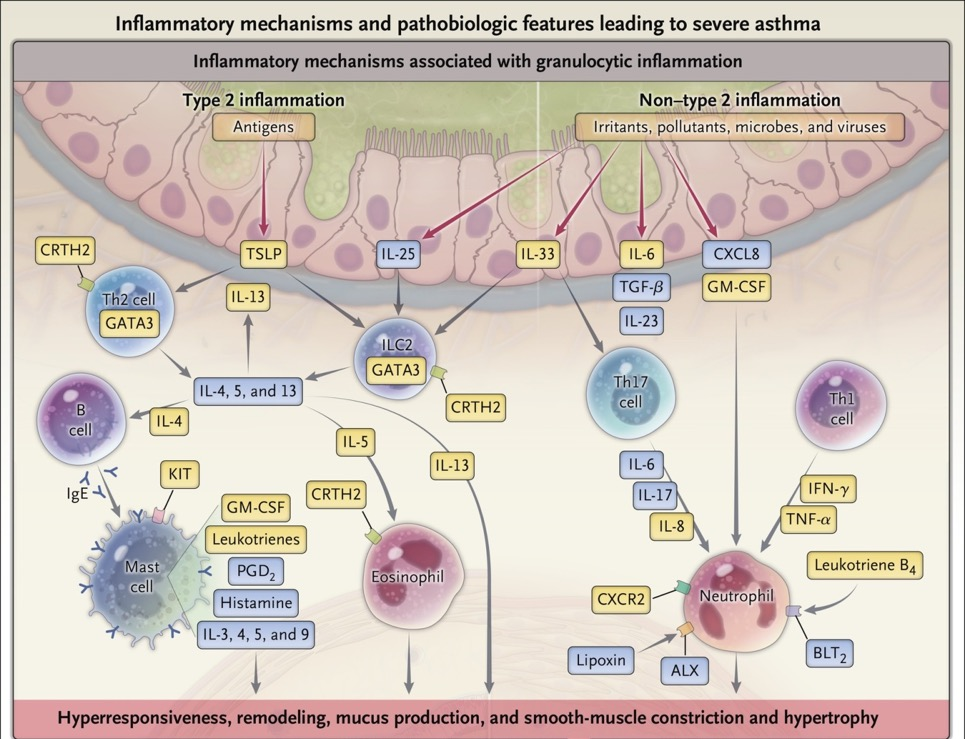 Inflammatory mechanisms and pathobiologic features leading to severe asthma
Inflammatory mechanisms associated with granulocytic inflammation
Type 2 inflammation
Non–type 2 inflammation
Antigens
Irritants, pollutants, microbes, and viruses
CRTH2
TSLP
IL-25
IL-33
IL-6
CXCL8
TGF-β
GM-CSF
IL-23
Th2 cell
GATA3
IL-13
ILC2
GATA3
CRTH2
Th17
cell
Th1
cell
IL-4, 5, and 13
B
cell
IL-4
IL-5
IL-13
IgE
KIT
CRTH2
IL-6
IL-17
IL-8
IFN-γ
TNF-α
GM-CSF
Leukotrienes
PGD2
Histamine
IL-3, 4, 5, and 9
Mast
cell
Eosinophil
Neutrophil
Leukotriene B4
CXCR2
Lipoxin
ALX
BLT2
Hyperresponsiveness, remodeling, mucus production, and smooth-muscle constriction and hypertrophy